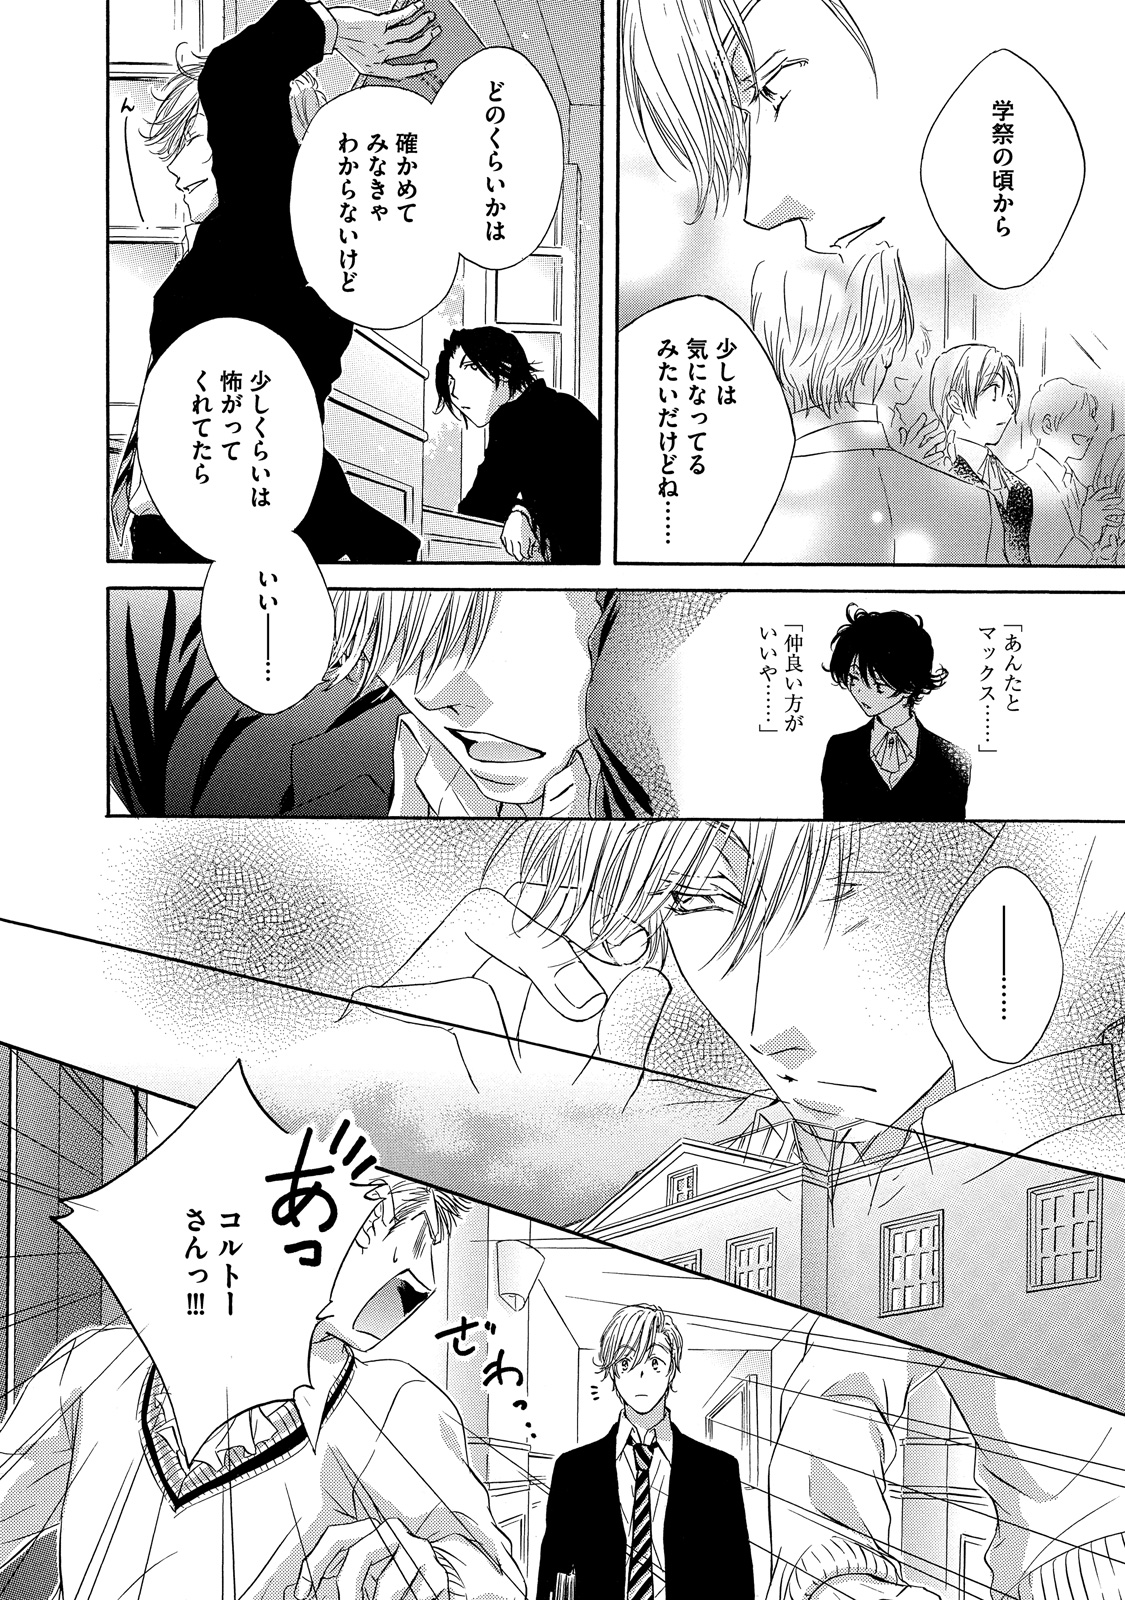 学祭の頃から
少しは
気になってる
みたいだけどね……
どのくらいかは
確かめて
みなきゃ
わからないけど
ん
少しくらいは
怖がって
くれてたら
いい──…
「あんたと
マックス……」
「仲良い方が
いいや……」
──……
あっ
コルトー
さんっ!!!
ざわっ…